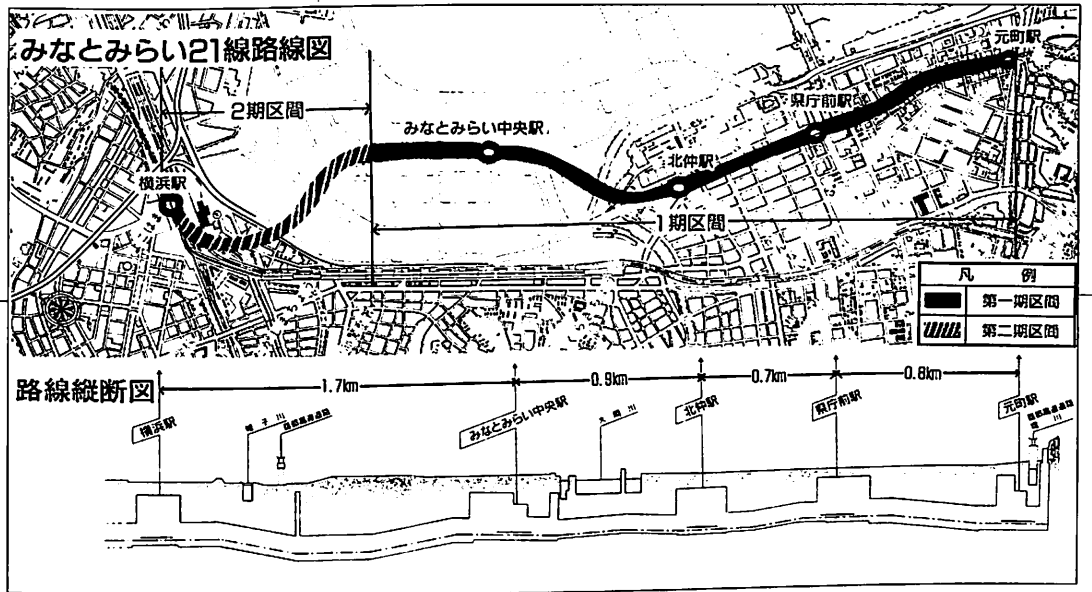 みなとみらい21線路線図
元町駅
2期区間
県庁前駅
みなとみらい中央駅
北仲駅
横浜駅
1期区間
凡 例
第一期区間
第二期区間
路線縦断図
1.7km
0.9km
0.7km
0.8km
横浜駅
みなとみらい中央駅
北仲駅
県庁前駅
元町駅